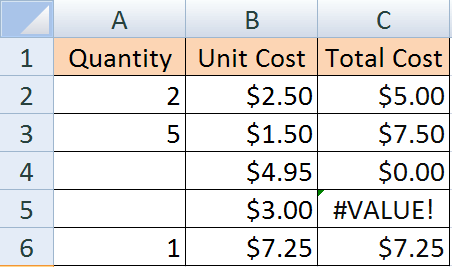 A B C
1 Quantity Unit Cost Total Cost
2 2 $2.50 $5.00
3 5 $1.50 $7.50
4 $4.95 $0.00
5 $3.00 #VALUE!
6 1 $7.25 $7.25